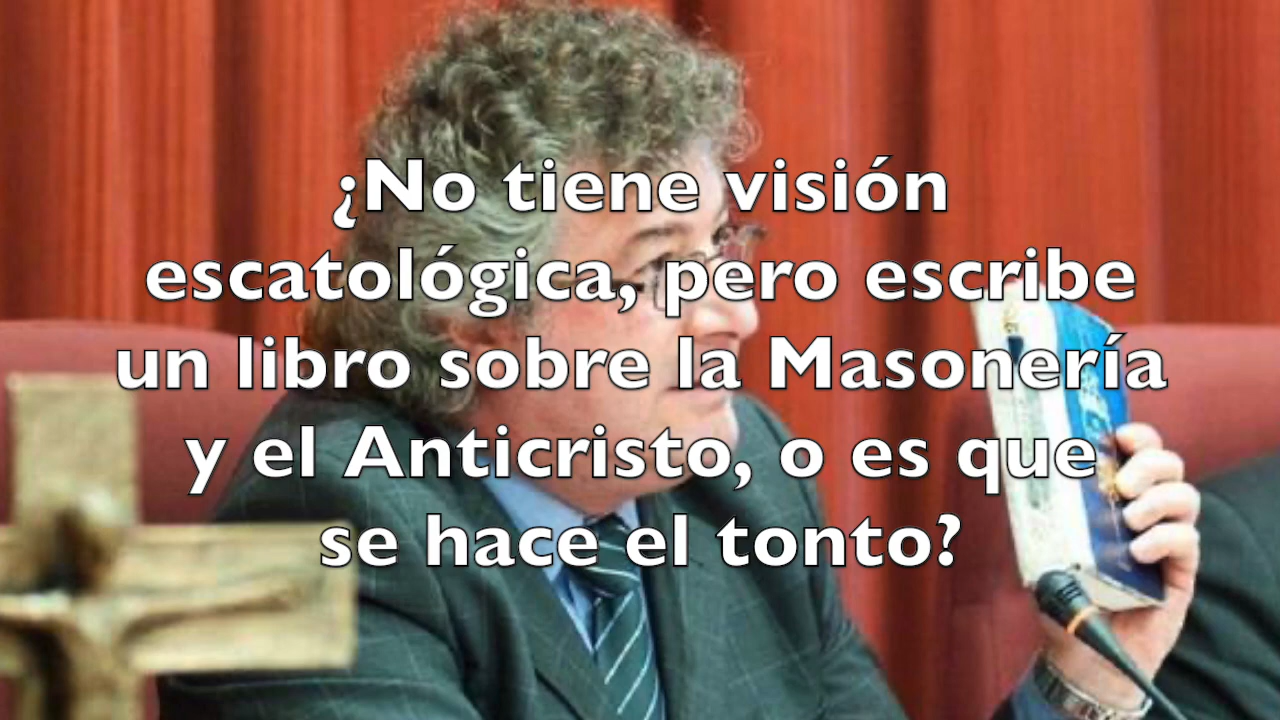 ¿No tiene visión
escatológica, pero escribe
un libro sobre la Masonería
y el Anticristo, o es que
se hace el tonto?